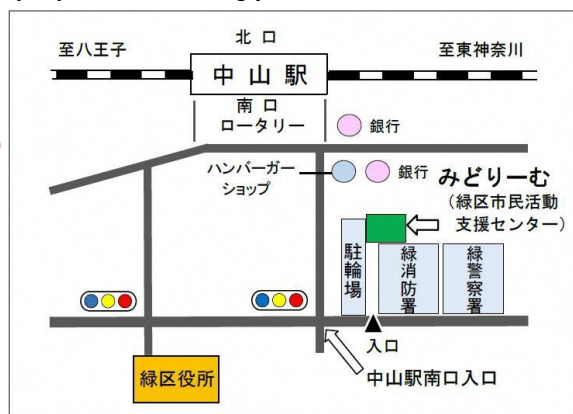 北口
至八王子
至東神奈川
中山駅
南口
ロータリー
銀行
ハンバーガー
ショップ
銀行
みどりーむ
（緑区市民活動
支援センター）
駐輪場
緑消防署
緑警察署
入口
緑区役所
中山駅南口入口